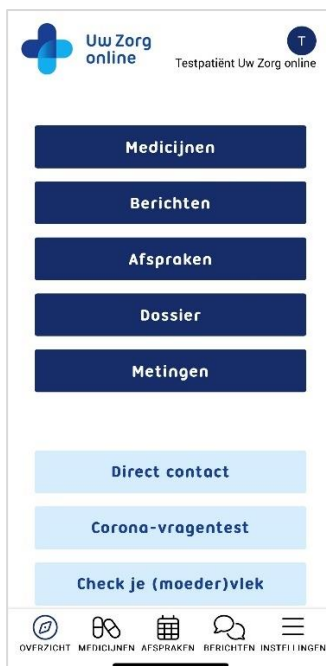 Uw Zorg
online
T
Testpatiënt Uw Zorg online
Medicijnen
Berichten
Afspraken
Dossier
Metingen
Direct contact
Corona-vragentest
Check je (moeder)vlek
OVERZICHT MEDICIJNEN AFSPRAKEN BERICHTEN INSTELLINGEN